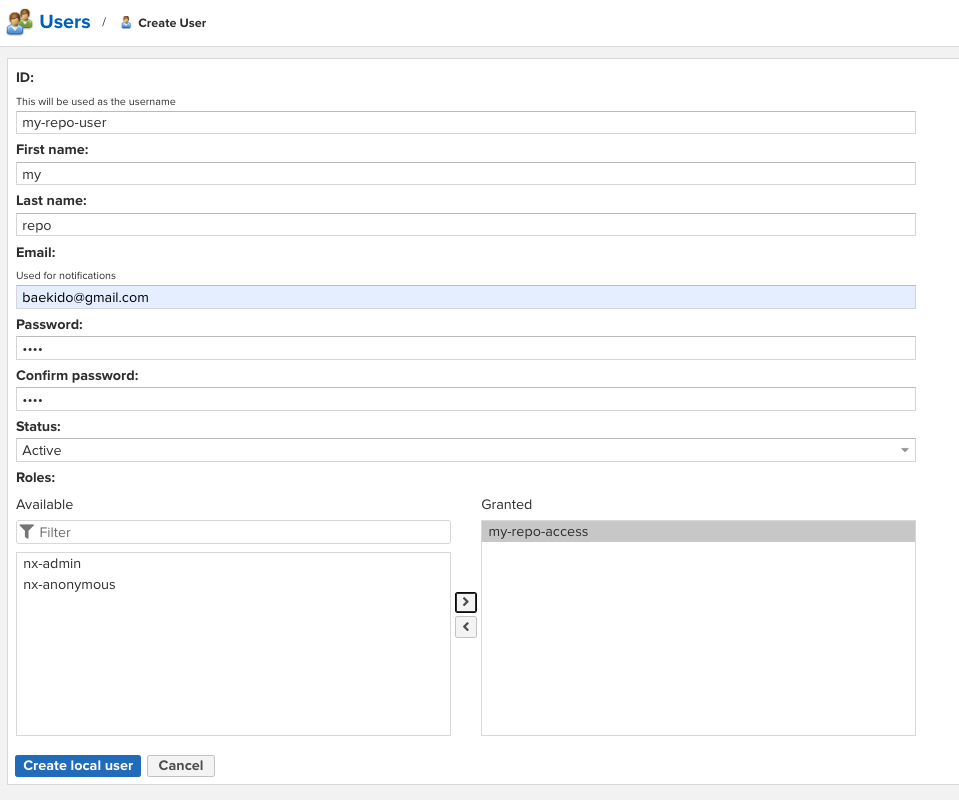 Users / Create User
ID:
This will be used as the username
my-repo-user
First name:
my
Last name:
repo
Email:
Used for notifications
baekido@gmail.com
Password:
••••
Confirm password:
••••
Status:
Active
Roles:
Available
Filter
nx-admin
nx-anonymous
Granted
my-repo-access
Create local user
Cancel